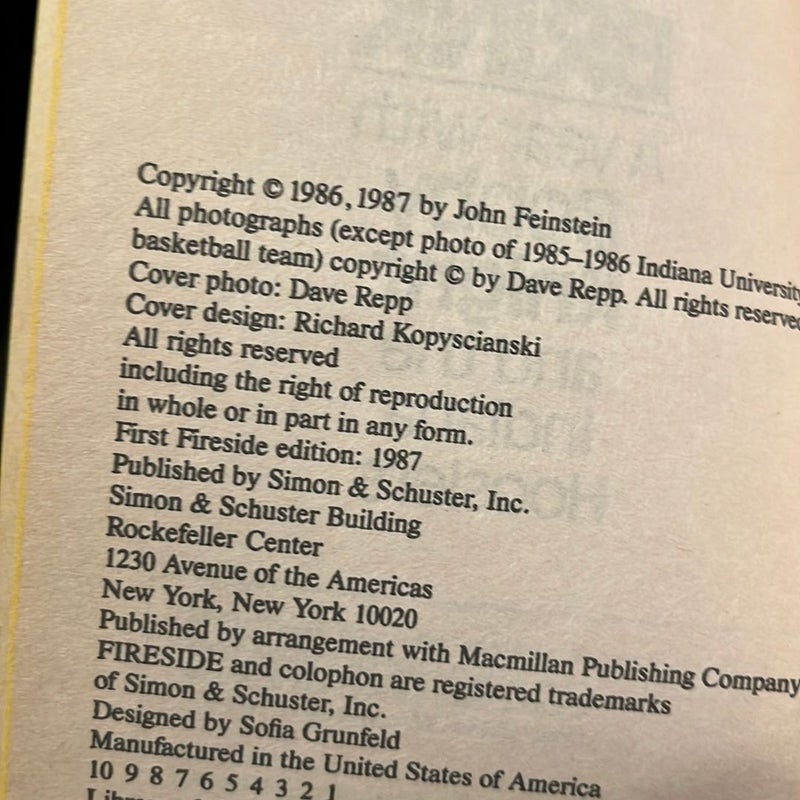 Copyright © 1986, 1987 by John Feinstein
All photographs (except photo of 1985–1986 Indiana University
basketball team) copyright © by Dave Repp. All rights reserved
Cover photo: Dave Repp
Cover design: Richard Kopyscianski
All rights reserved
including the right of reproduction
in whole or in part in any form.
First Fireside edition: 1987
Published by Simon & Schuster, Inc.
Simon & Schuster Building
Rockefeller Center
1230 Avenue of the Americas
New York, New York 10020
Published by arrangement with Macmillan Publishing Company
FIRESIDE and colophon are registered trademarks
of Simon & Schuster, Inc.
Designed by Sofia Grunfeld
Manufactured in the United States of America
10 9 8 7 6 5 4 3 2 1